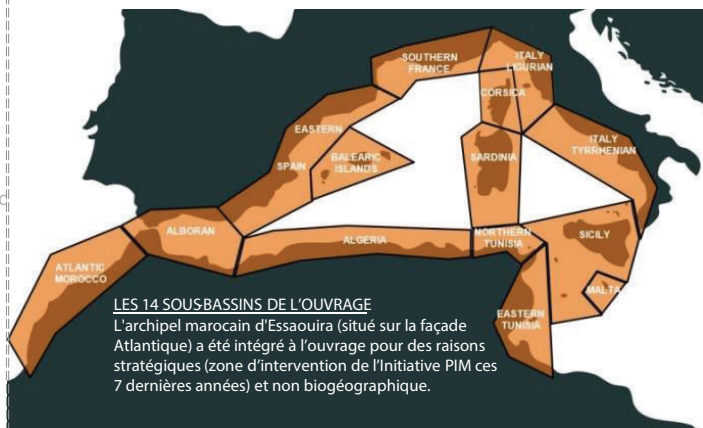 SOUTHERN
FRANCE
ITALY
LIGURIAN
CORSICA
EASTERN
SPAIN
BALEARIC
ISLANDS
SARDINIA
ITALY
TYRRHENIAN
ALBORAN
ALGERIA
NORTHERN
TUNISIA
SICILY
ATLANTIC
MOROCCO
MALTA
EASTERN
TUNISIA
LES 14 SOUS-BASSINS DE L'OUVRAGE
L'archipel marocain d'Essaouira (situé sur la façade
Atlantique) a été intégré à l'ouvrage pour des raisons
stratégiques (zone d'intervention de l'Initiative PIM ces
7 dernières années) et non biogéographique.